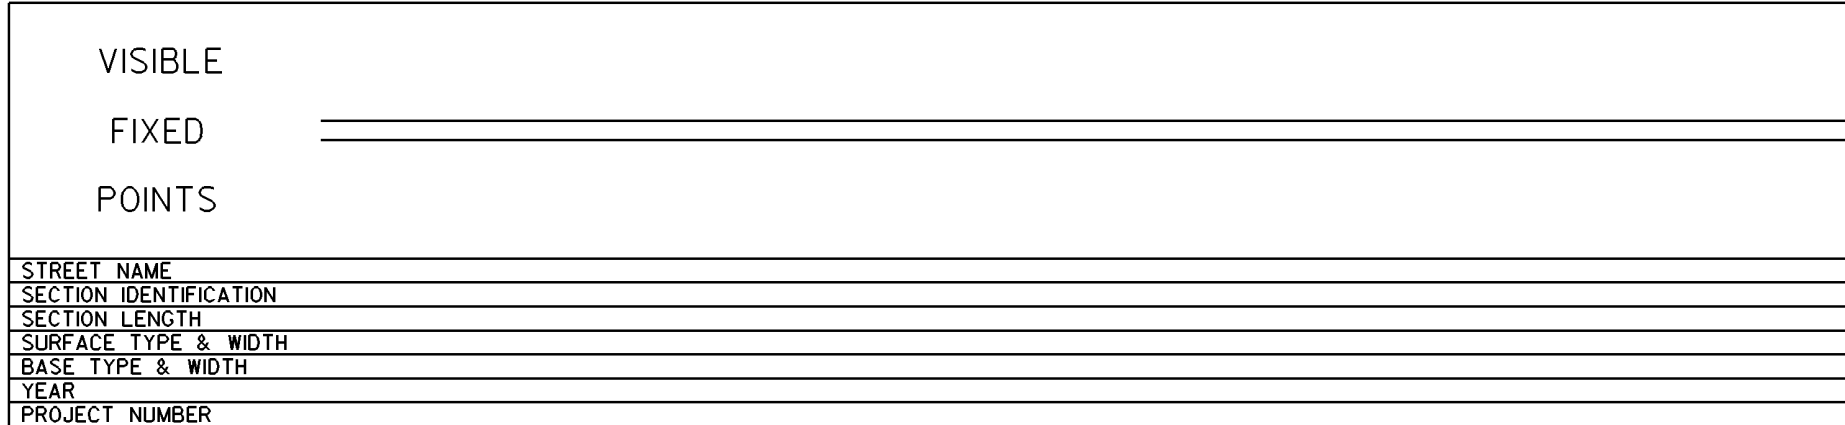 VISIBLE
FIXED
POINTS
STREET NAME
SECTION IDENTIFICATION
SECTION LENGTH
SURFACE TYPE & WIDTH
BASE TYPE & WIDTH
YEAR
PROJECT NUMBER